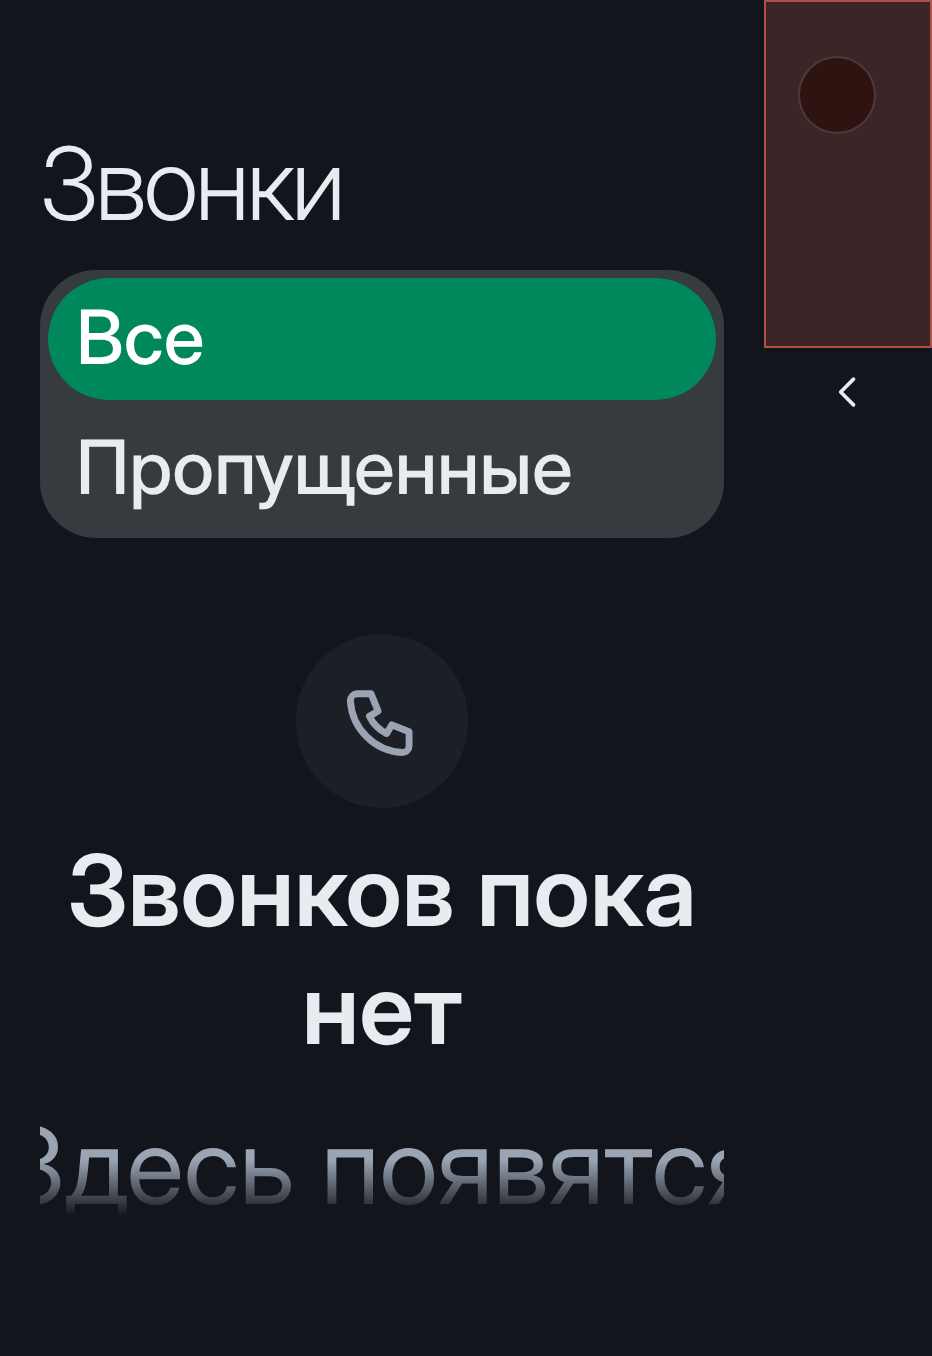 Звонки
Все
Пропущенные
Звонков пока
нет
Здесь появятся